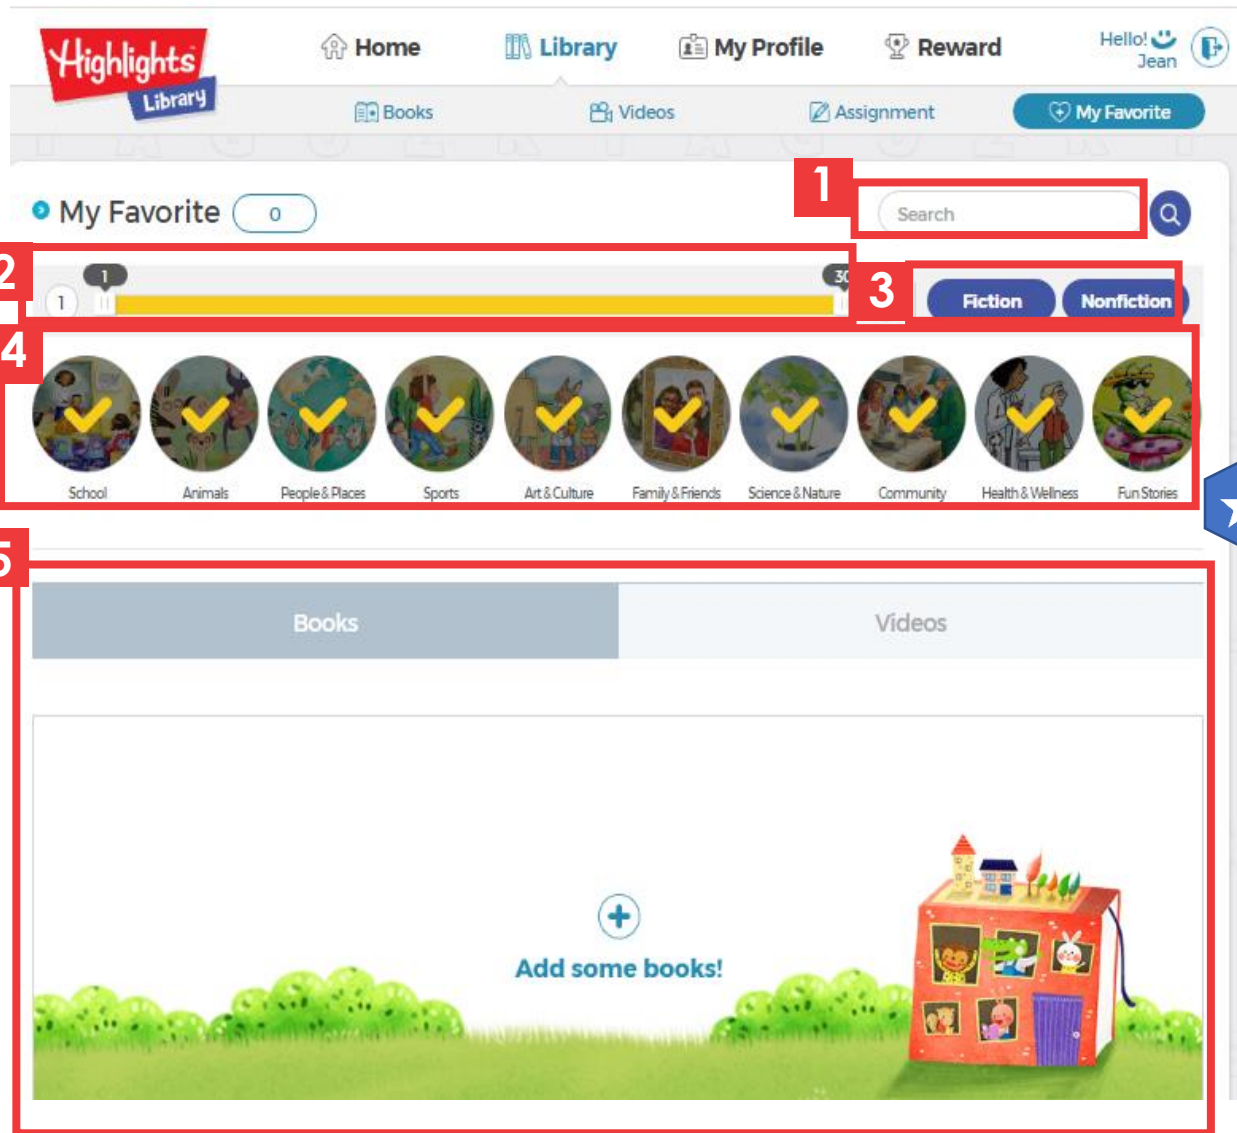 Highlights
Library
Home
Library
My Profile
Reward
Hello!
Jean
Books
Videos
Assignment
My Favorite
My Favorite
0
1
Search
2
1
1
30
3
Fiction
Nonfiction
4
School
Animals
People & Places
Sports
Art & Culture
Family & Friends
Science & Nature
Community
Health & Wellness
Fun Stories
5
Books
Videos
Add some books!